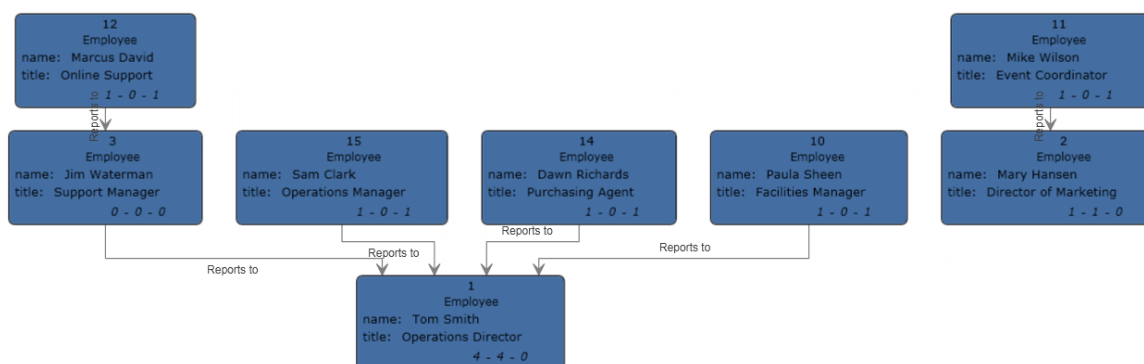 12
Employee
name: Marcus David
title: Online Support
1 - 0 - 1
11
Employee
name: Mike Wilson
title: Event Coordinator
1 - 0 - 1
Reports to
Reports to
3
Employee
name: Jim Waterman
title: Support Manager
0 - 0 - 0
15
Employee
name: Sam Clark
title: Operations Manager
1 - 0 - 1
14
Employee
name: Dawn Richards
title: Purchasing Agent
1 - 0 - 1
10
Employee
name: Paula Sheen
title: Facilities Manager
1 - 0 - 1
2
Employee
name: Mary Hansen
title: Director of Marketing
1 - 1 - 0
Reports to
Reports to
Reports to
Reports to
1
Employee
name: Tom Smith
title: Operations Director
4 - 4 - 0